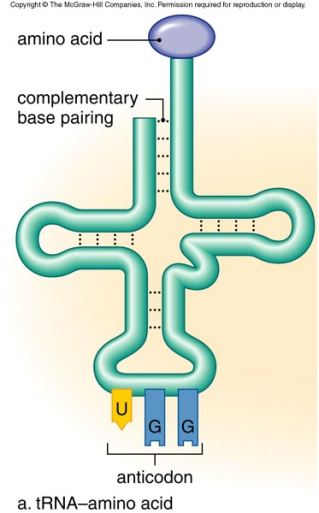 Copyright © The McGraw-Hill Companies, Inc. Permission required for reproduction or display.
amino acid
complementary
base pairing
U G G
anticodon
a. tRNA–amino acid